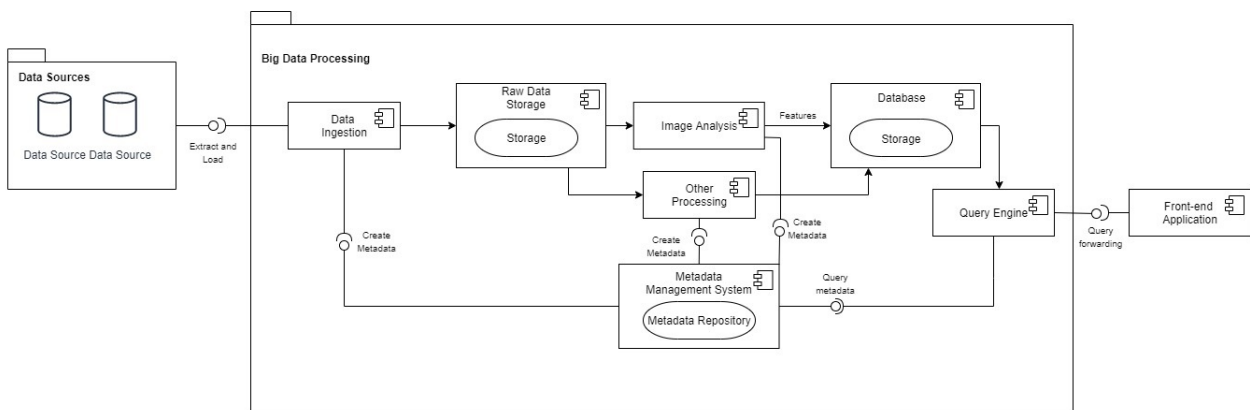 Data Sources
Data Source Data Source
Extract and
Load
Big Data Processing
Data
Ingestion
Raw Data
Storage
Storage
Image Analysis
Features
Database
Storage
Other
Processing
Query Engine
Query
forwarding
Front-end
Application
Create
Metadata
Create
Metadata
Create
Metadata
Metadata
Management System
Metadata Repository
Query
metadata